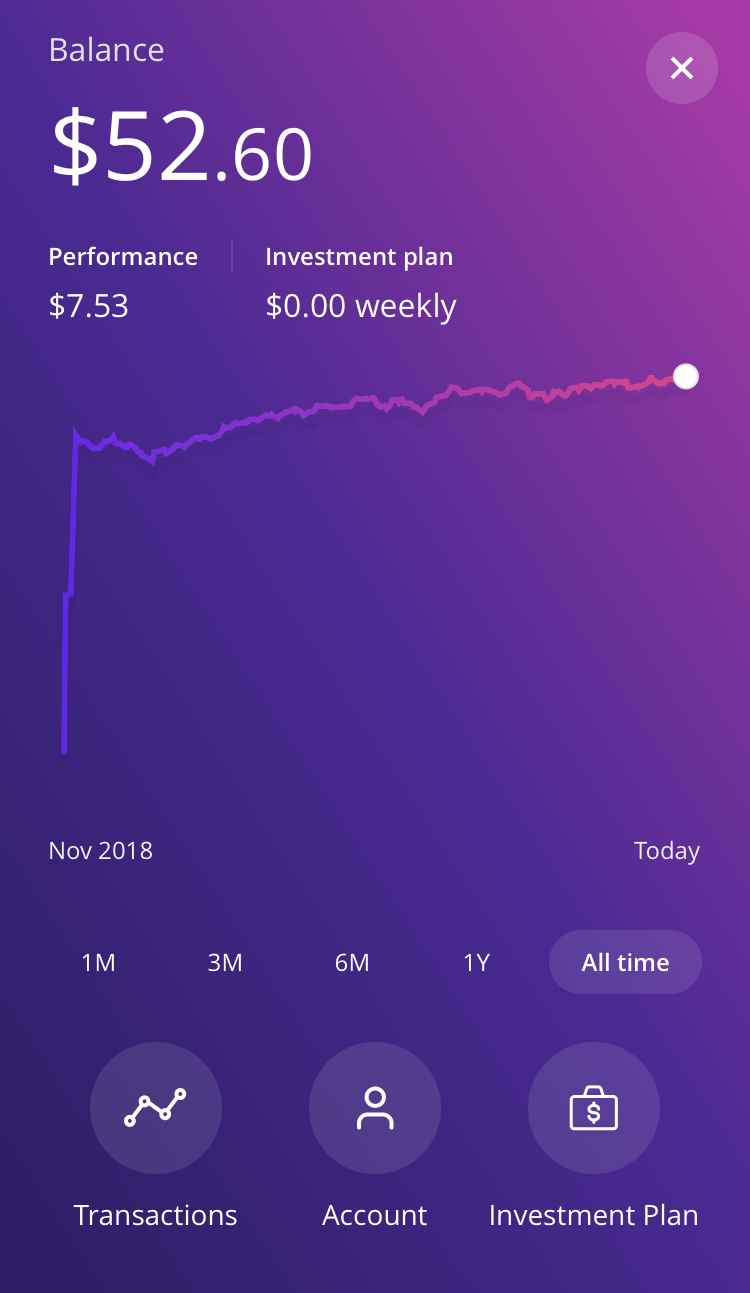 Balance
$52.60
Performance Investment plan
$7.53 $0.00 weekly
Nov 2018 Today
1M 3M 6M 1Y All time
$
Transactions Account Investment Plan